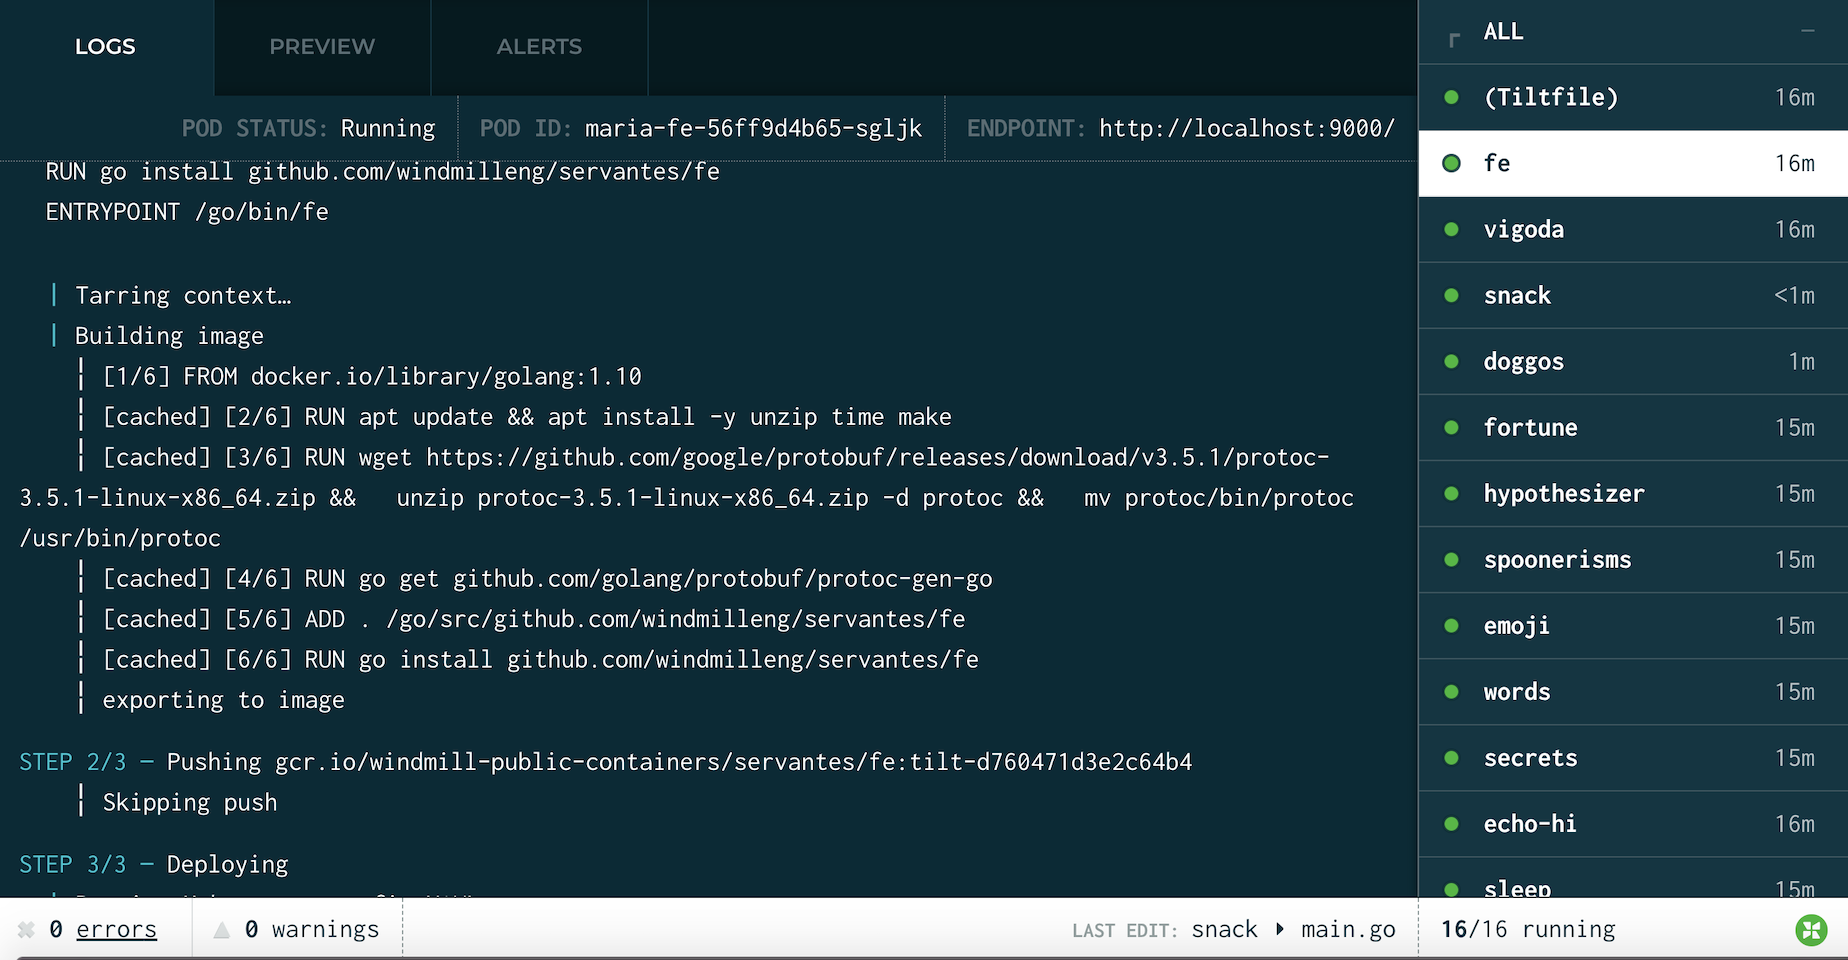 LOGS
PREVIEW
ALERTS
POD STATUS: Running
POD ID: maria-fe-56ff9d4b65-sgljk
ENDPOINT: http://localhost:9000/
RUN go install github.com/windmilleng/servantes/fe
ENTRYPOINT /go/bin/fe
| Tarring context…
| Building image
¦ [1/6] FROM docker.io/library/golang:1.10
¦ [cached] [2/6] RUN apt update && apt install -y unzip time make
¦ [cached] [3/6] RUN wget https://github.com/google/protobuf/releases/download/v3.5.1/protoc-
3.5.1-linux-x86_64.zip &&   unzip protoc-3.5.1-linux-x86_64.zip -d protoc &&   mv protoc/bin/protoc
/usr/bin/protoc
¦ [cached] [4/6] RUN go get github.com/golang/protobuf/protoc-gen-go
¦ [cached] [5/6] ADD . /go/src/github.com/windmilleng/servantes/fe
¦ [cached] [6/6] RUN go install github.com/windmilleng/servantes/fe
¦ exporting to image
STEP 2/3 — Pushing gcr.io/windmill-public-containers/servantes/fe:tilt-d760471d3e2c64b4
¦ Skipping push
STEP 3/3 — Deploying
0 errors
0 warnings
LAST EDIT: snack ‣ main.go
┌ ALL —
(Tiltfile) 16m
fe 16m
vigoda 16m
snack <1m
doggos 1m
fortune 15m
hypothesizer 15m
spoonerisms 15m
emoji 15m
words 15m
secrets 15m
echo-hi 16m
sleep 15m
16/16 running